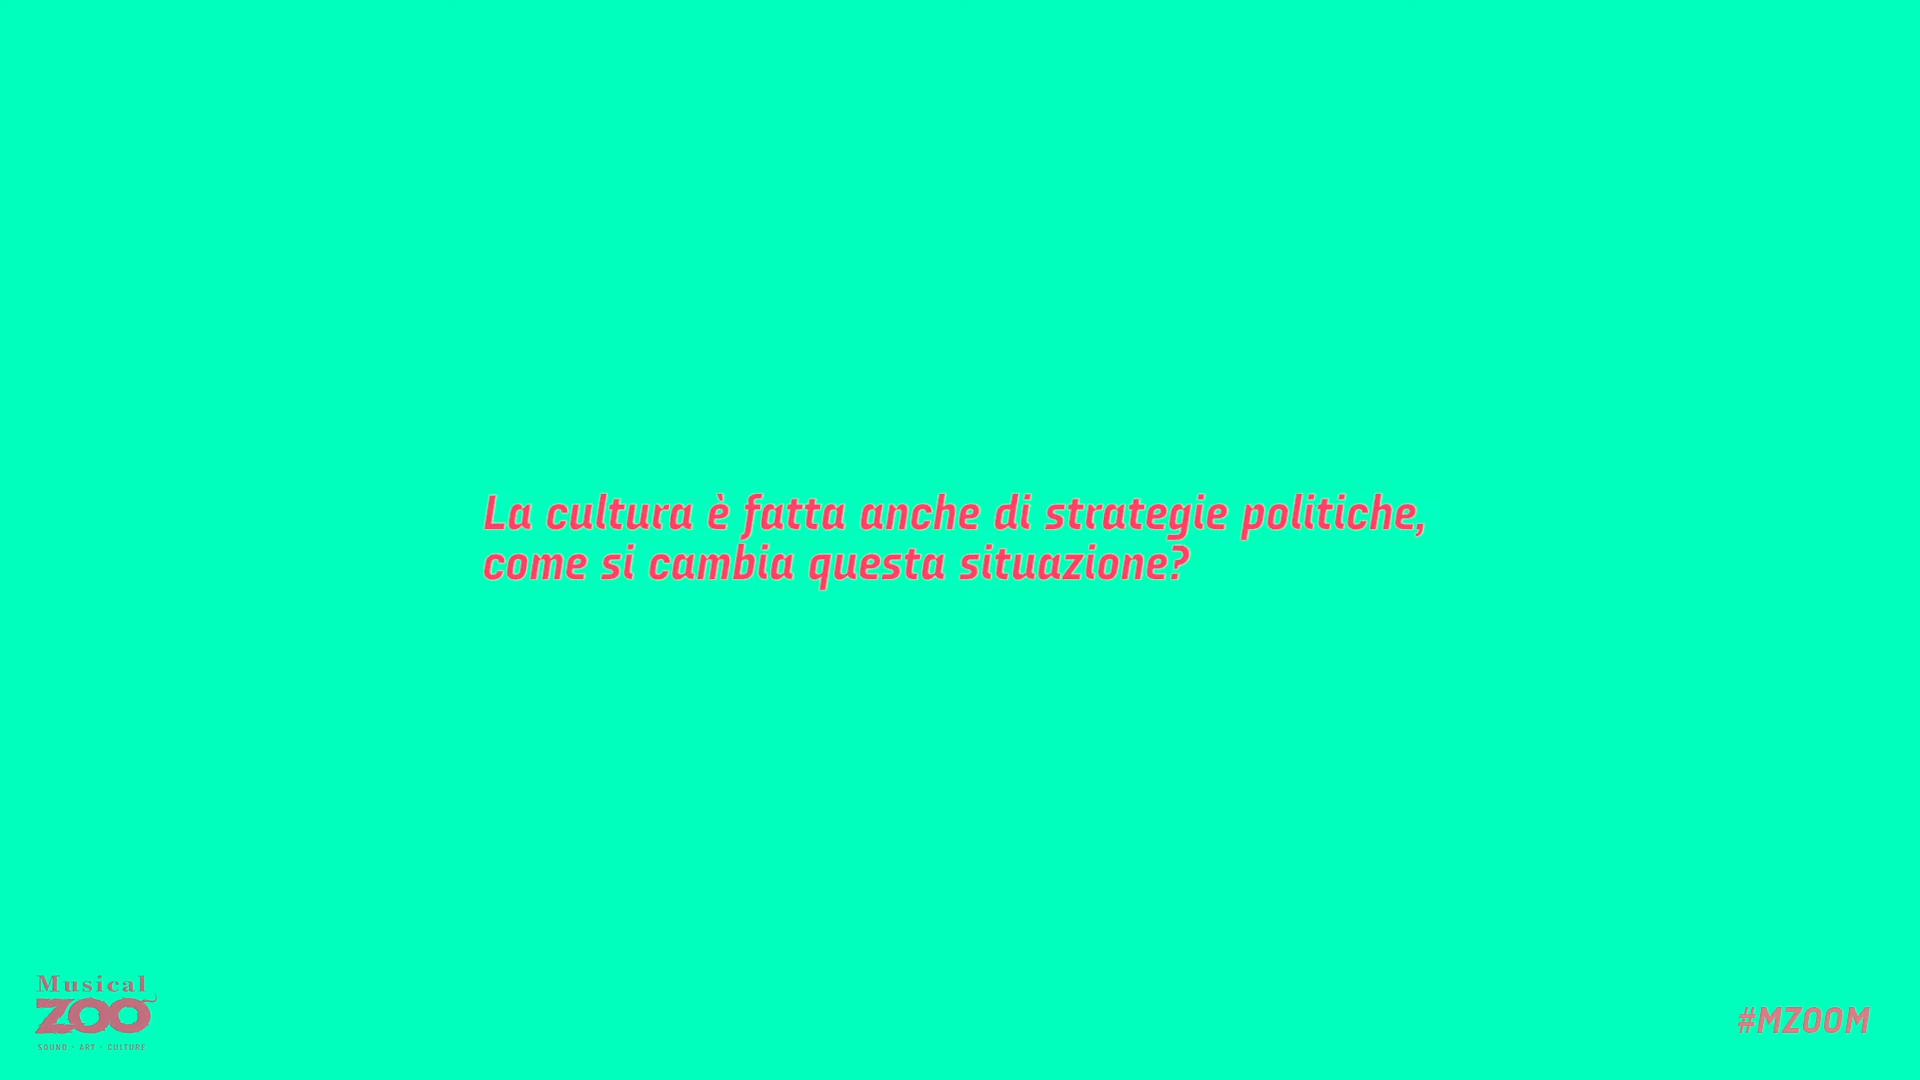 La cultura è fatta anche di strategie politiche,
come si cambia questa situazione?
Musical
ZOO
SOUND · ART · CULTURE
#MZOOM